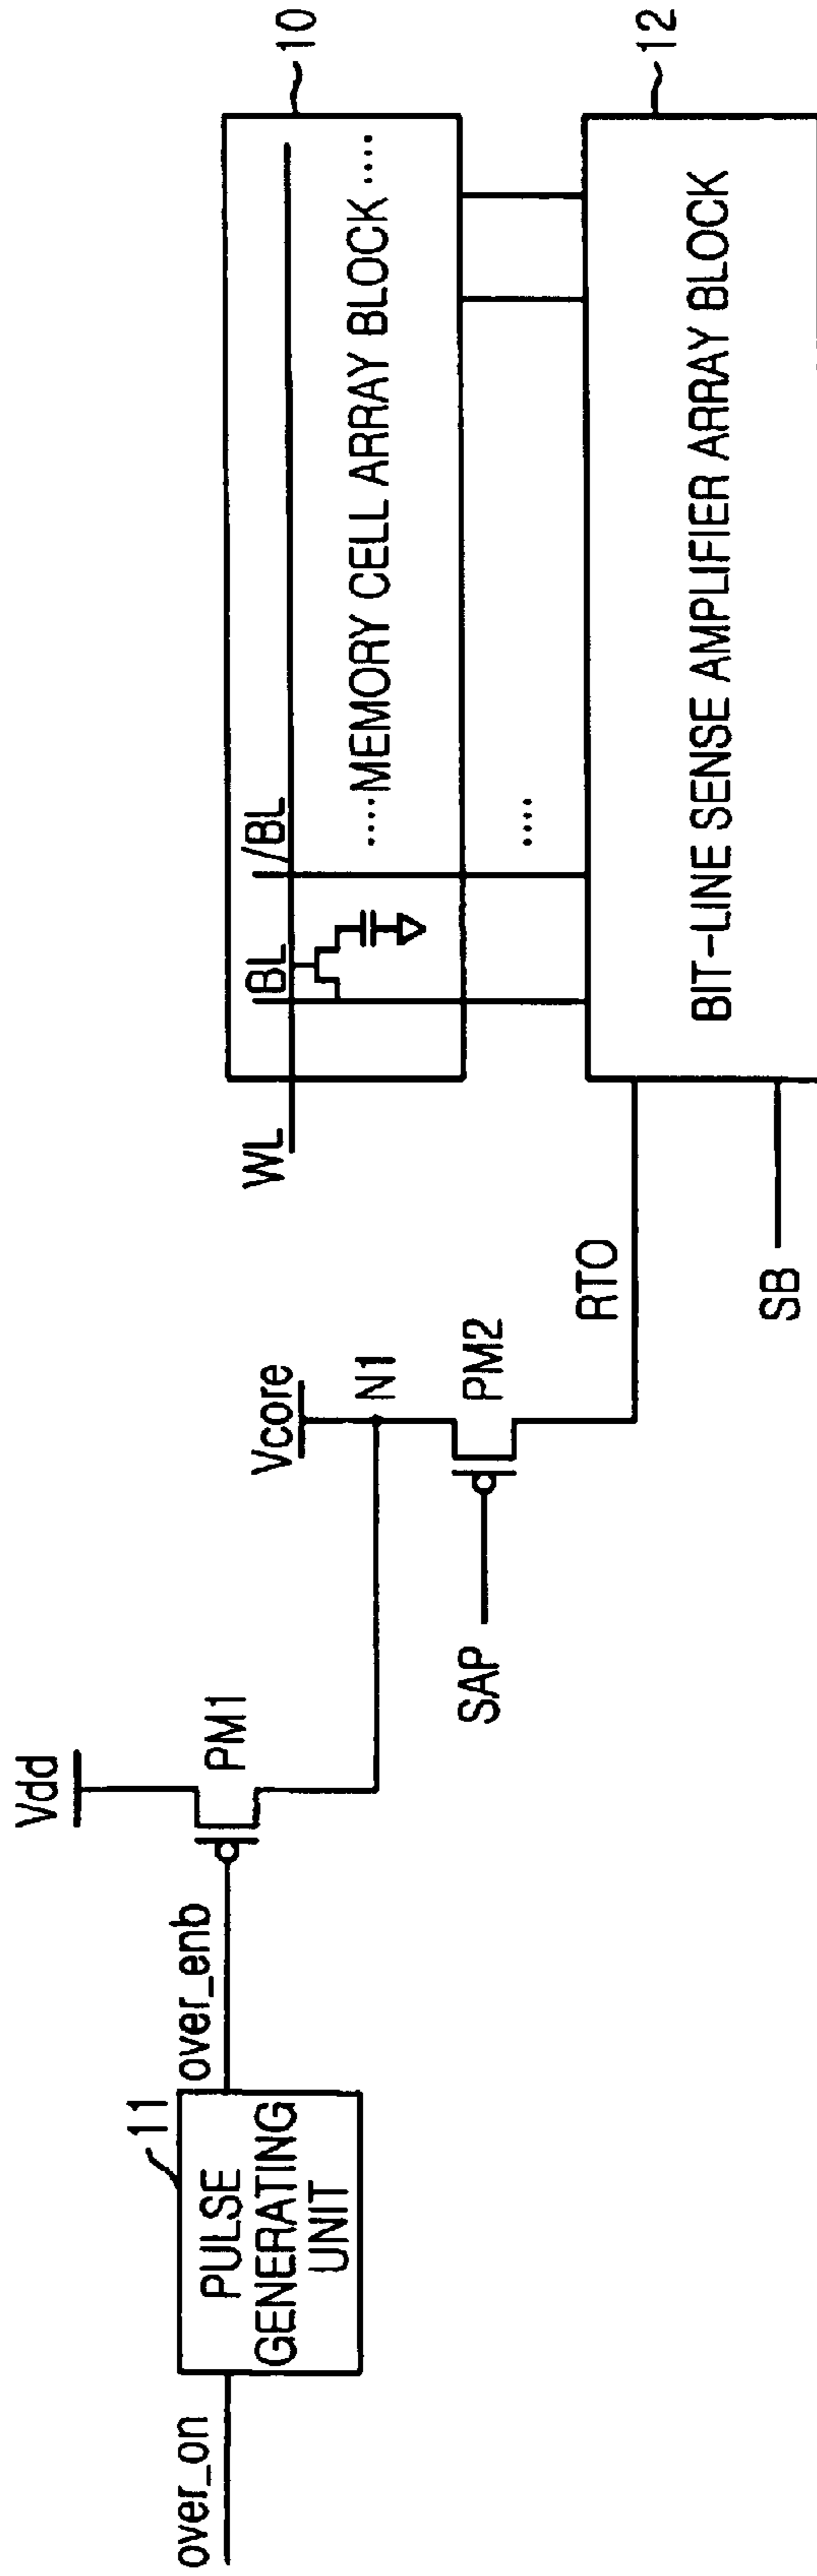 over_on
11
PULSE
GENERATING
UNIT
over_enb
Vdd
PM1
SAP
Vcore
N1
PM2
RTO
SB
WL
BL
/BL
....MEMORY CELL ARRAY BLOCK ....
10
....
BIT-LINE SENSE AMPLIFIER ARRAY BLOCK
12